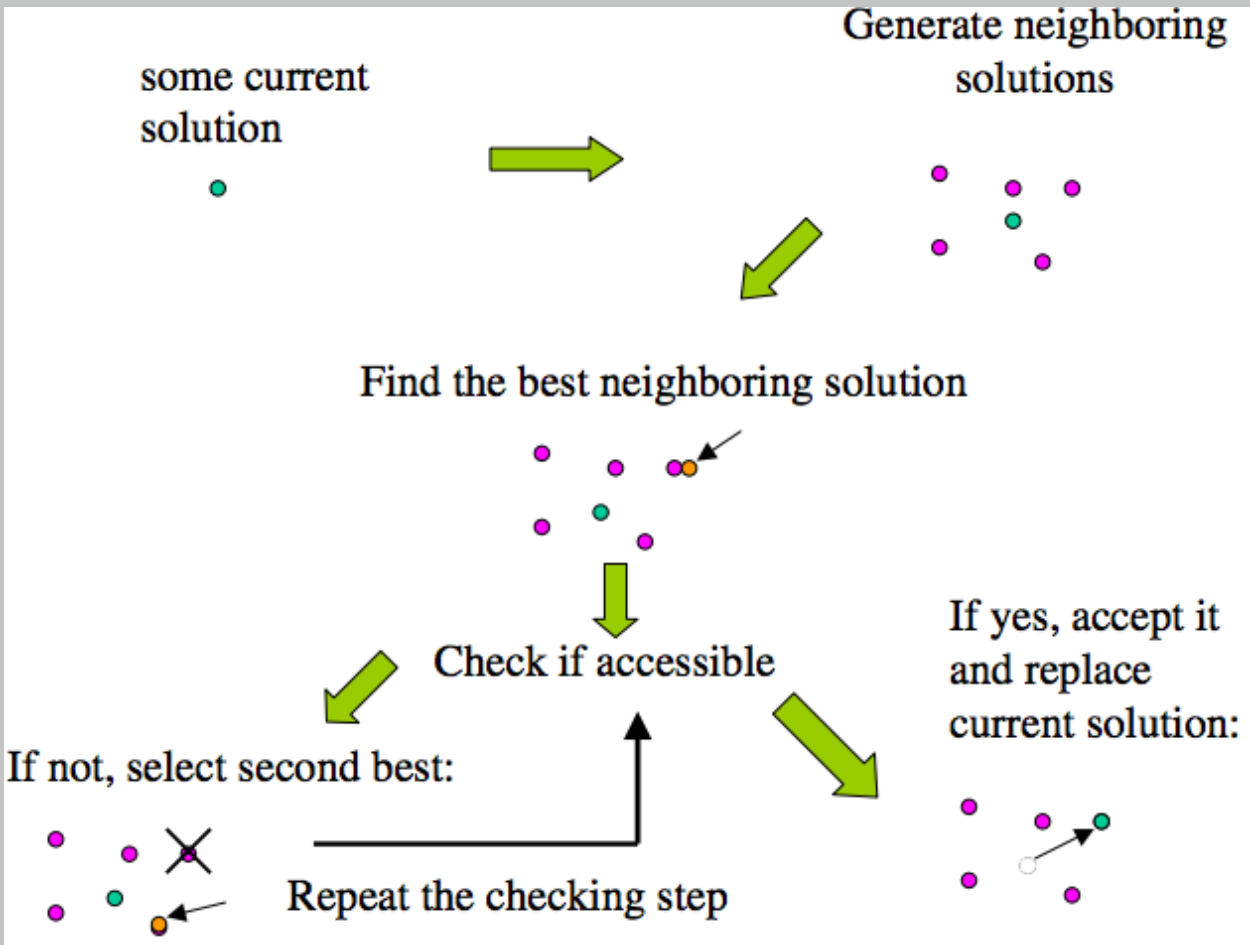 some current
solution
Generate neighboring
solutions
Find the best neighboring solution
Check if accessible
If yes, accept it
and replace
current solution:
If not, select second best:
Repeat the checking step